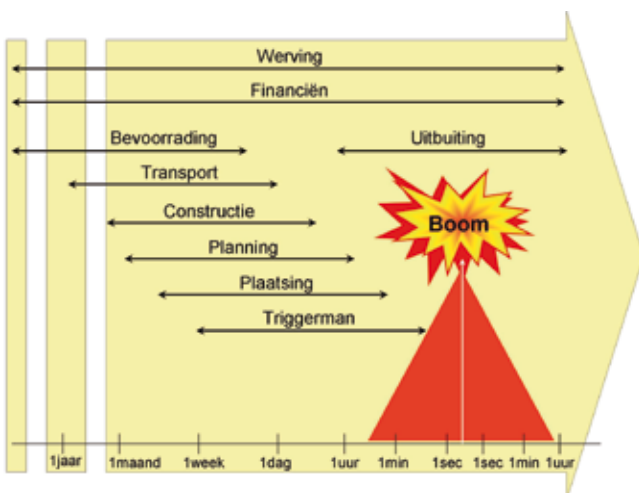 Werving
Financiën
Bevoorrading
Uitbuiting
Transport
Constructie
Boom
Planning
Plaatsing
Triggerman
1jaar 1maand 1week 1dag 1uur 1min 1sec 1sec 1min 1uur